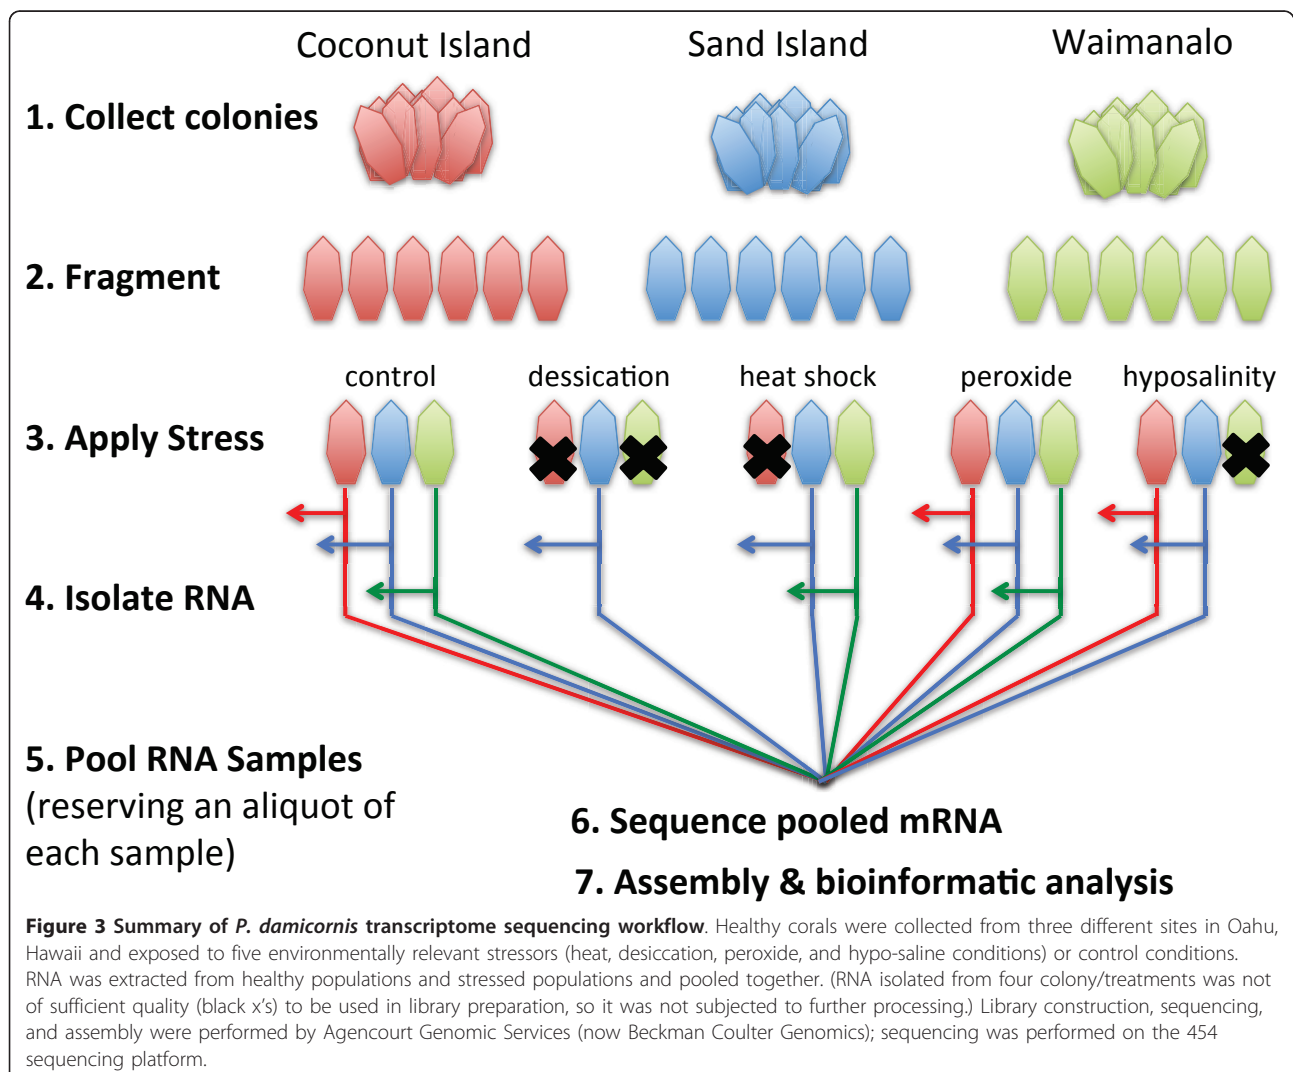 Coconut Island Sand Island Waimanalo
1. Collect colonies
2. Fragment
control dessication heat shock peroxide hyposalinity
3. Apply Stress
4. Isolate RNA
5. Pool RNA Samples
(reserving an aliquot of
each sample)
6. Sequence pooled mRNA
7. Assembly & bioinformatic analysis
Figure 3 Summary of P. damicornis transcriptome sequencing workflow. Healthy corals were collected from three different sites in Oahu,
Hawaii and exposed to five environmentally relevant stressors (heat, desiccation, peroxide, and hypo-saline conditions) or control conditions.
RNA was extracted from healthy populations and stressed populations and pooled together. (RNA isolated from four colony/treatments was not
of sufficient quality (black x's) to be used in library preparation, so it was not subjected to further processing.) Library construction, sequencing,
and assembly were performed by Agencourt Genomic Services (now Beckman Coulter Genomics); sequencing was performed on the 454
sequencing platform.